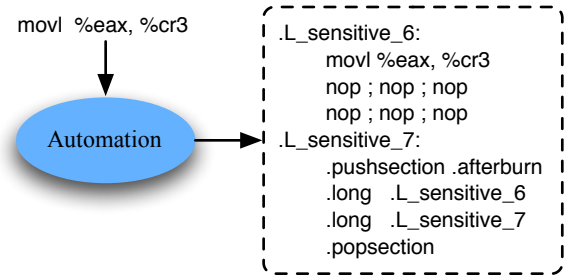 movl %eax, %cr3
Automation
.L_sensitive_6:
movl %eax, %cr3
nop ; nop ; nop
nop ; nop ; nop
.L_sensitive_7:
.pushsection .afterburn
.long .L_sensitive_6
.long .L_sensitive_7
.popsection